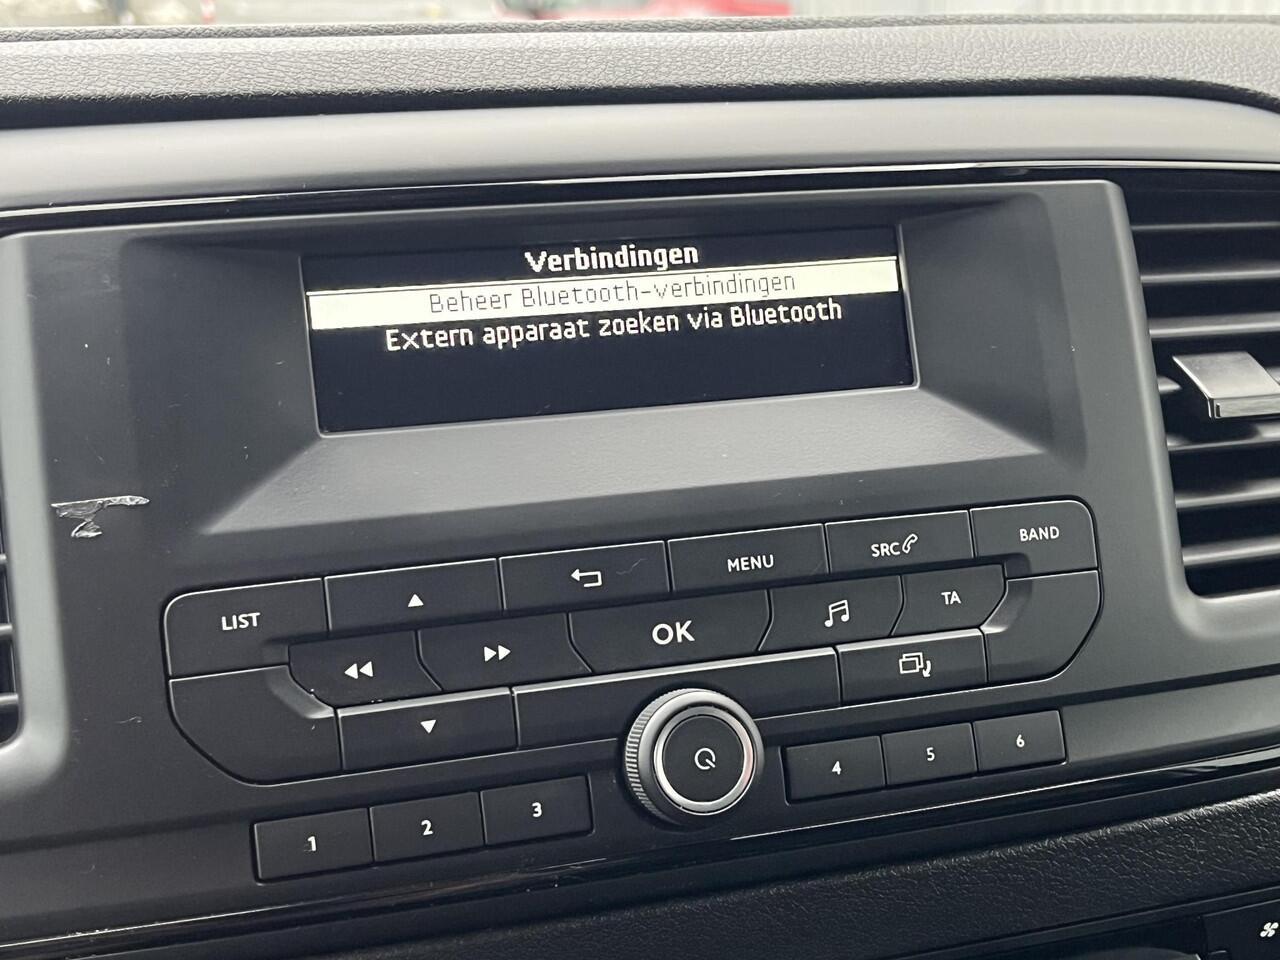 Verbindingen
Beheer Bluetooth-verbindingen
Extern apparaat zoeken via Bluetooth
LIST
MENU
SRC
BAND
OK
TA
1
2
3
4
5
6